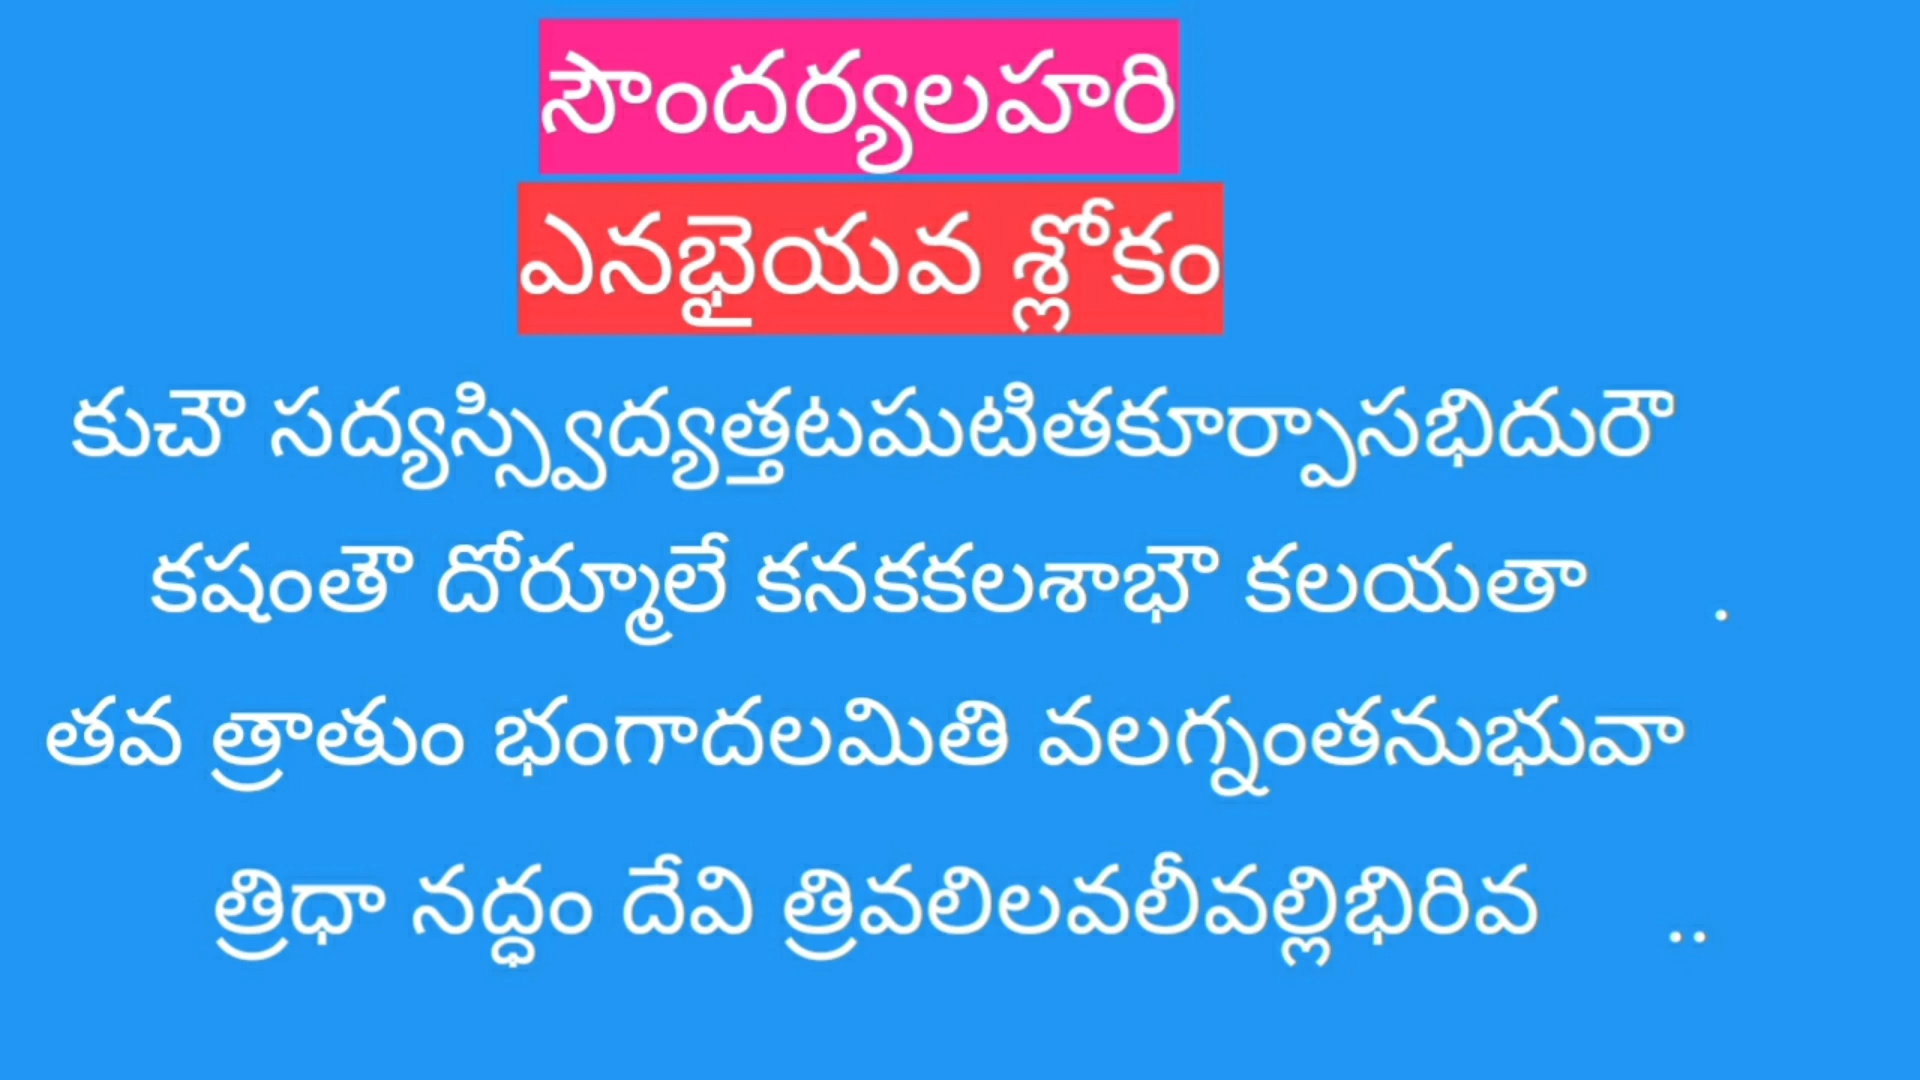 సౌందర్యలహరి
ఎనభైయవ శ్లోకం
కుచౌ సద్యస్స్విద్యత్తటఘటితకూర్పాసభిదురౌ
కషంతౌ దోర్మూలే కనకకలశాభౌ కలయతా .
తవ త్రాతుం భంగాదలమితి వలగ్నంతనుభువా
త్రిధా నద్ధం దేవి త్రివలిలవలీవల్లిభిరివ ..